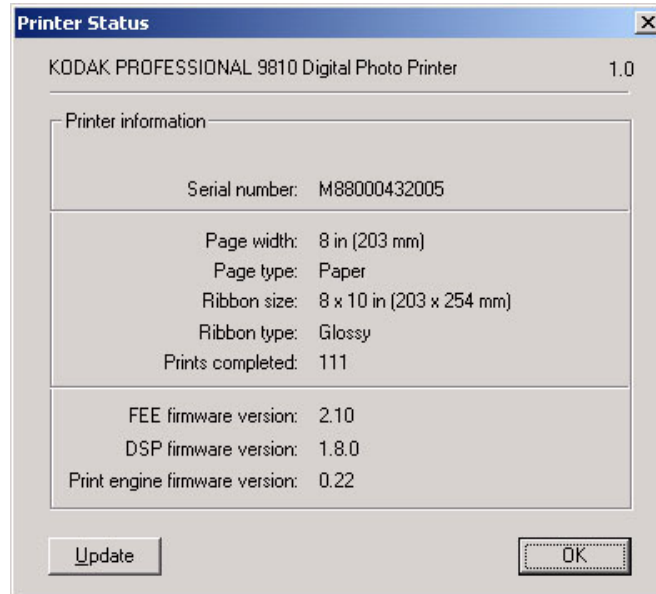 Printer Status
KODAK PROFESSIONAL 9810 Digital Photo Printer 1.0
Printer information
Serial number: M88000432005
Page width: 8 in (203 mm)
Page type: Paper
Ribbon size: 8 x 10 in (203 x 254 mm)
Ribbon type: Glossy
Prints completed: 111
FEE firmware version: 2.10
DSP firmware version: 1.8.0
Print engine firmware version: 0.22
Update OK